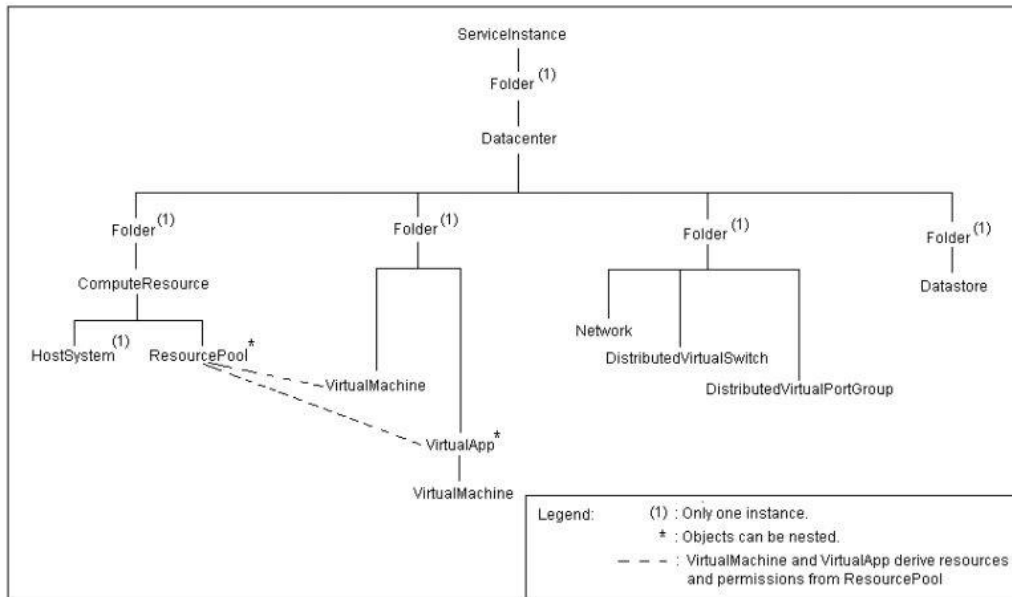 ServiceInstance
Folder (1)
Datacenter
Folder (1)
Folder (1)
Folder (1)
Folder (1)
ComputeResource
Datastore
HostSystem (1)
ResourcePool *
Network
DistributedVirtualSwitch
VirtualMachine
DistributedVirtualPortGroup
VirtualApp *
VirtualMachine
Legend:
(1) : Only one instance.
* : Objects can be nested.
: VirtualMachine and VirtualApp derive resources
and permissions from ResourcePool